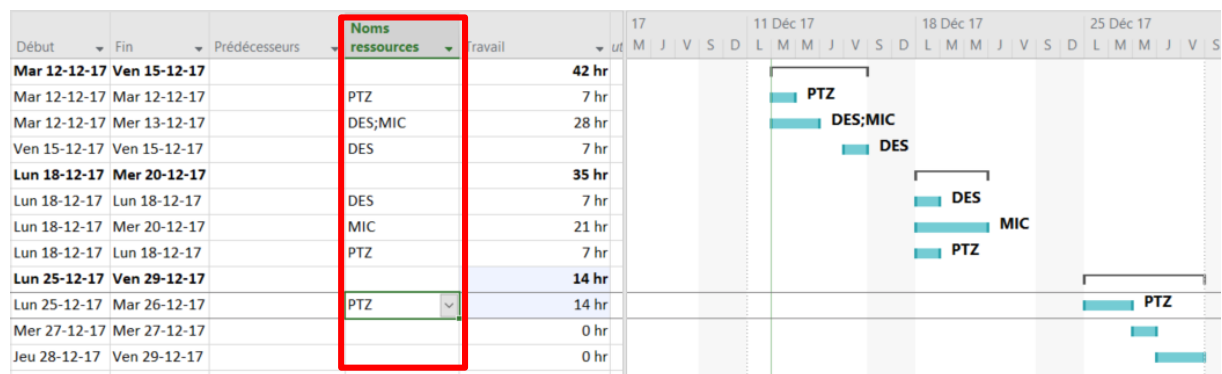 Noms
17 11 Déc 17 18 Déc 17 25 Déc 17
Début Fin Prédécesseurs ressources Travail ut M J V S D L M M J V S D L M M J V S D L M M J V S
Mar 12-12-17 Ven 15-12-17 42 hr
Mar 12-12-17 Mar 12-12-17 PTZ 7 hr PTZ
Mar 12-12-17 Mer 13-12-17 DES;MIC 28 hr DES;MIC
Ven 15-12-17 Ven 15-12-17 DES 7 hr DES
Lun 18-12-17 Mer 20-12-17 35 hr
Lun 18-12-17 Lun 18-12-17 DES 7 hr DES
Lun 18-12-17 Mer 20-12-17 MIC 21 hr MIC
Lun 18-12-17 Lun 18-12-17 PTZ 7 hr PTZ
Lun 25-12-17 Ven 29-12-17 14 hr
Lun 25-12-17 Mar 26-12-17 PTZ 14 hr PTZ
Mer 27-12-17 Mer 27-12-17 0 hr
Jeu 28-12-17 Ven 29-12-17 0 hr